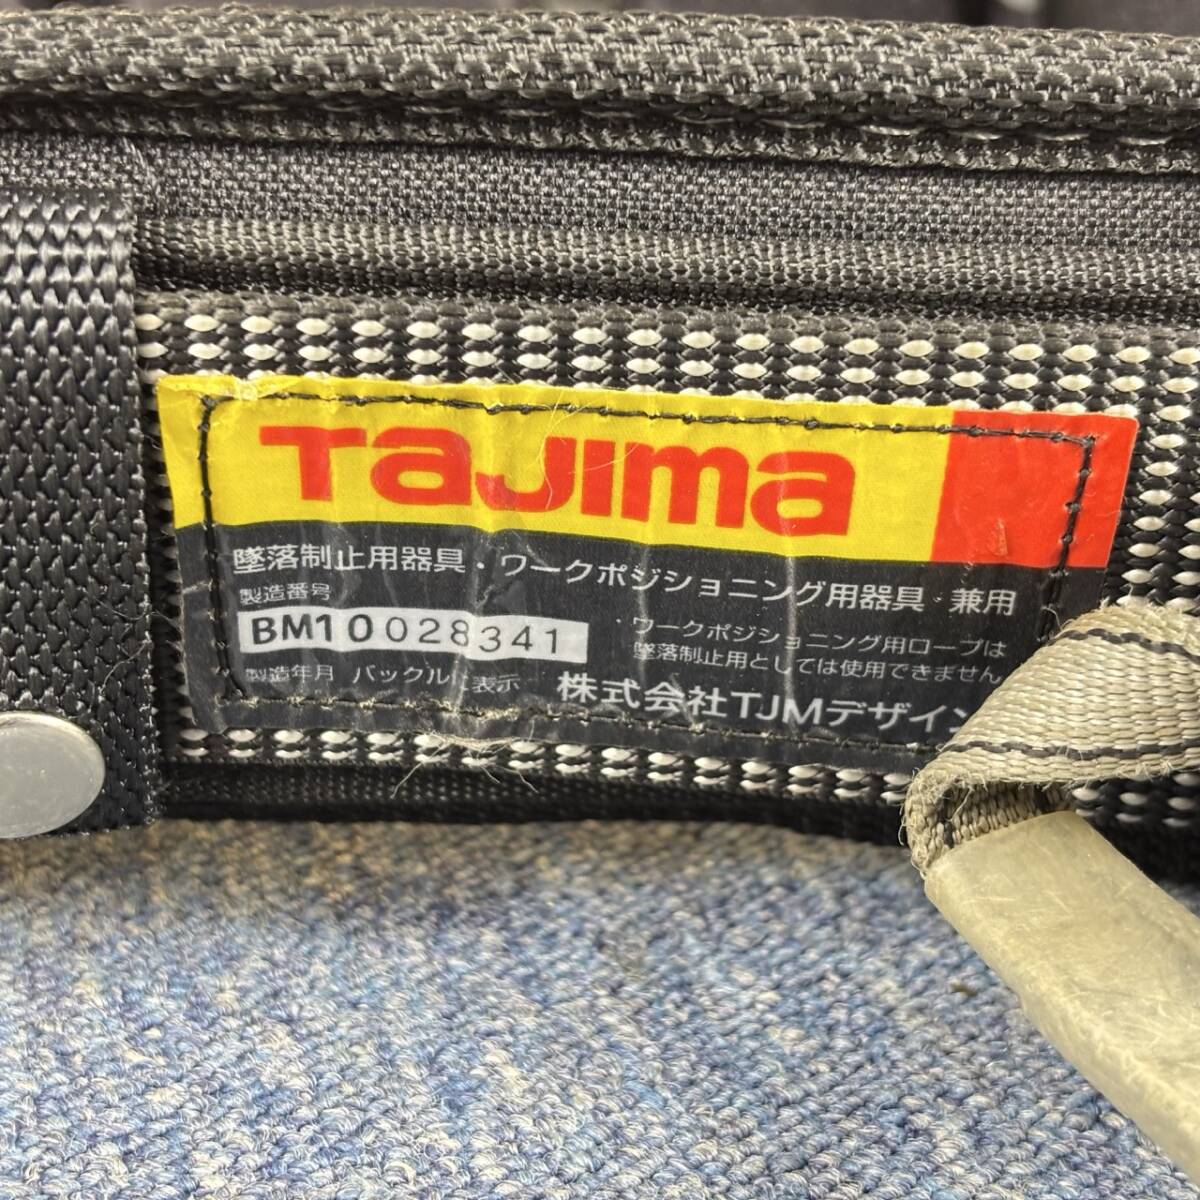 TaJima
墜落制止用器具・ワークポジショニング用器具 兼用
製造番号
BM10028341
・ワークポジショニング用ロープは
墜落制止用としては使用できません
製造年月 バックルに表示
株式会社TJMデザイン